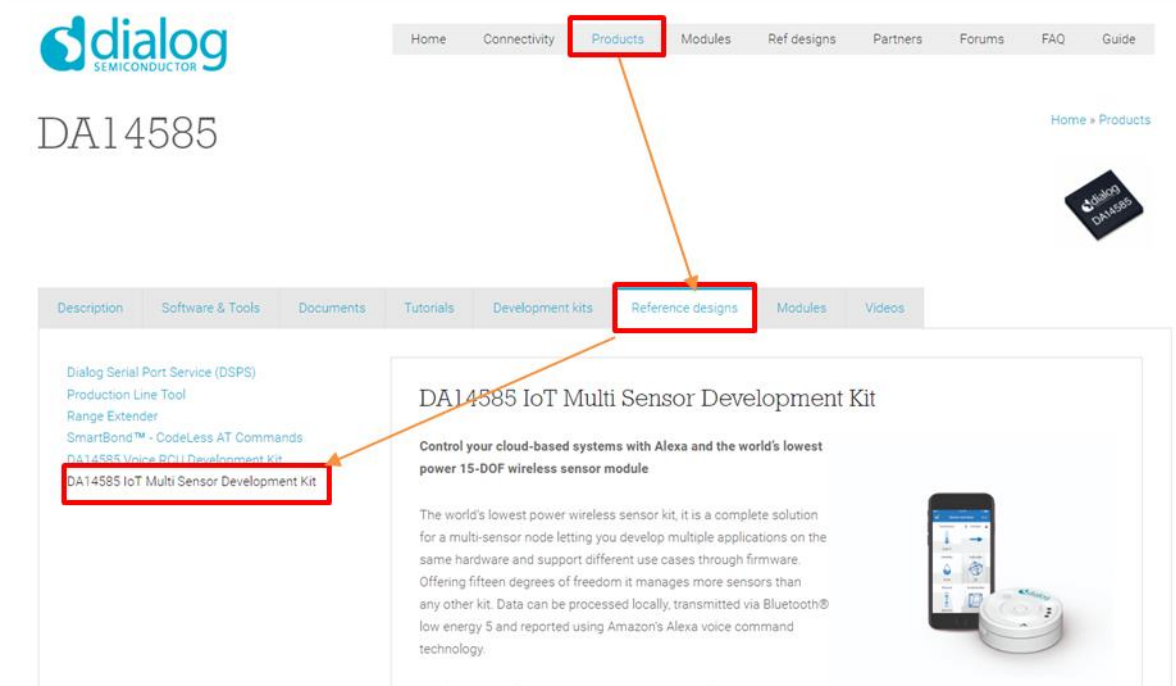 dialog
SEMICONDUCTOR
Home Connectivity Products Modules Ref designs Partners Forums FAQ Guide
DA14585
Home » Products
dialog
DA14585
Description Software & Tools Documents Tutorials Development kits Reference designs Modules Videos
Dialog Serial Port Service (DSPS)
Production Line Tool
Range Extender
SmartBond™ - CodeLess AT Commands
DA14585 Voice RCU Development Kit
DA14585 IoT Multi Sensor Development Kit
DA14585 IoT Multi Sensor Development Kit
Control your cloud-based systems with Alexa and the world's lowest
power 15-DOF wireless sensor module
The world's lowest power wireless sensor kit, it is a complete solution
for a multi-sensor node letting you develop multiple applications on the
same hardware and support different use cases through firmware.
Offering fifteen degrees of freedom it manages more sensors than
any other kit. Data can be processed locally, transmitted via Bluetooth®
low energy 5 and reported using Amazon's Alexa voice command
technology.
dialog